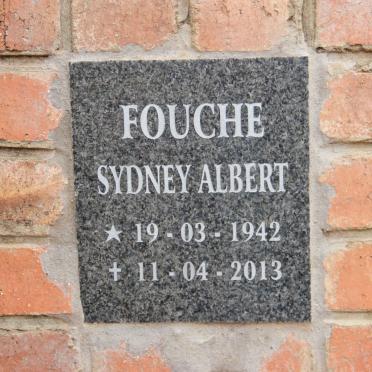 FOUCHE
SYDNEY ALBERT
★ 19 - 03 - 1942
✝ 11 - 04 - 2013